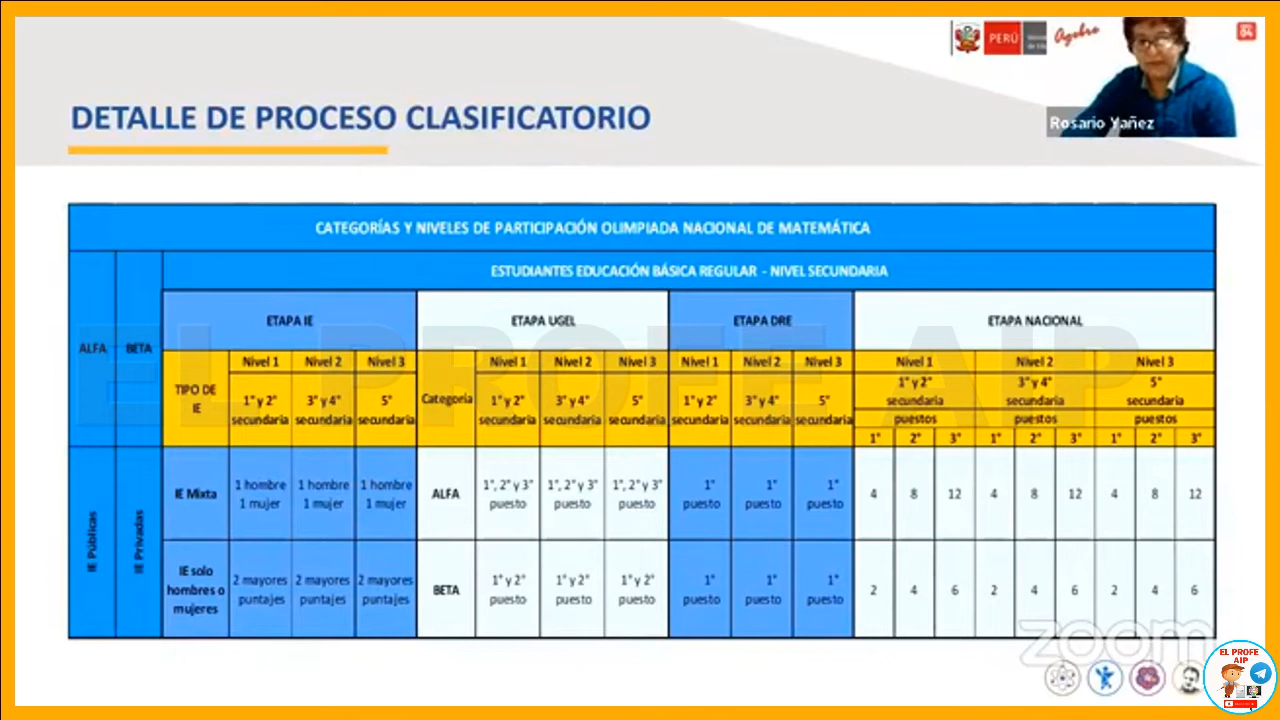 PERÚ
Rosario Yañez
DETALLE DE PROCESO CLASIFICATORIO
CATEGORÍAS Y NIVELES DE PARTICIPACIÓN OLIMPIADA NACIONAL DE MATEMÁTICA
ALFA BETA ESTUDIANTES EDUCACIÓN BÁSICA REGULAR - NIVEL SECUNDARIA
ETAPA IE ETAPA UGEL ETAPA DRE ETAPA NACIONAL
EL PROFE AIP
TIPO DE IE Nivel 1 Nivel 2 Nivel 3 Categoria Nivel 1 Nivel 2 Nivel 3 Nivel 1 Nivel 2 Nivel 3 Nivel 1 Nivel 2 Nivel 3
1° y 2° 3° y 4° 5° 1° y 2° 3° y 4° 5° 1° y 2° 3° y 4° 5° 1° y 2° 3° y 4° 5°
secundaria secundaria secundaria secundaria secundaria secundaria secundaria secundaria secundaria secundaria secundaria secundaria
puestos puestos puestos
1° 2° 3° 1° 2° 3° 1° 2° 3°
IE Públicas IE Privadas
IE Mixta 1 hombre 1 hombre 1 hombre ALFA 1°, 2° y 3° 1°, 2° y 3° 1°, 2° y 3° 1° 1° 1° 4 8 12 4 8 12 4 8 12
1 mujer 1 mujer 1 mujer puesto puesto puesto puesto puesto puesto
IE solo
hombres o
mujeres
2 mayores 2 mayores 2 mayores BETA 1° y 2° 1° y 2° 1° y 2° 1° 1° 1° 2 4 6 2 4 6 2 4 6
puntajes puntajes puntajes puesto puesto puesto puesto puesto puesto
zoom
EL PROFE
AIP